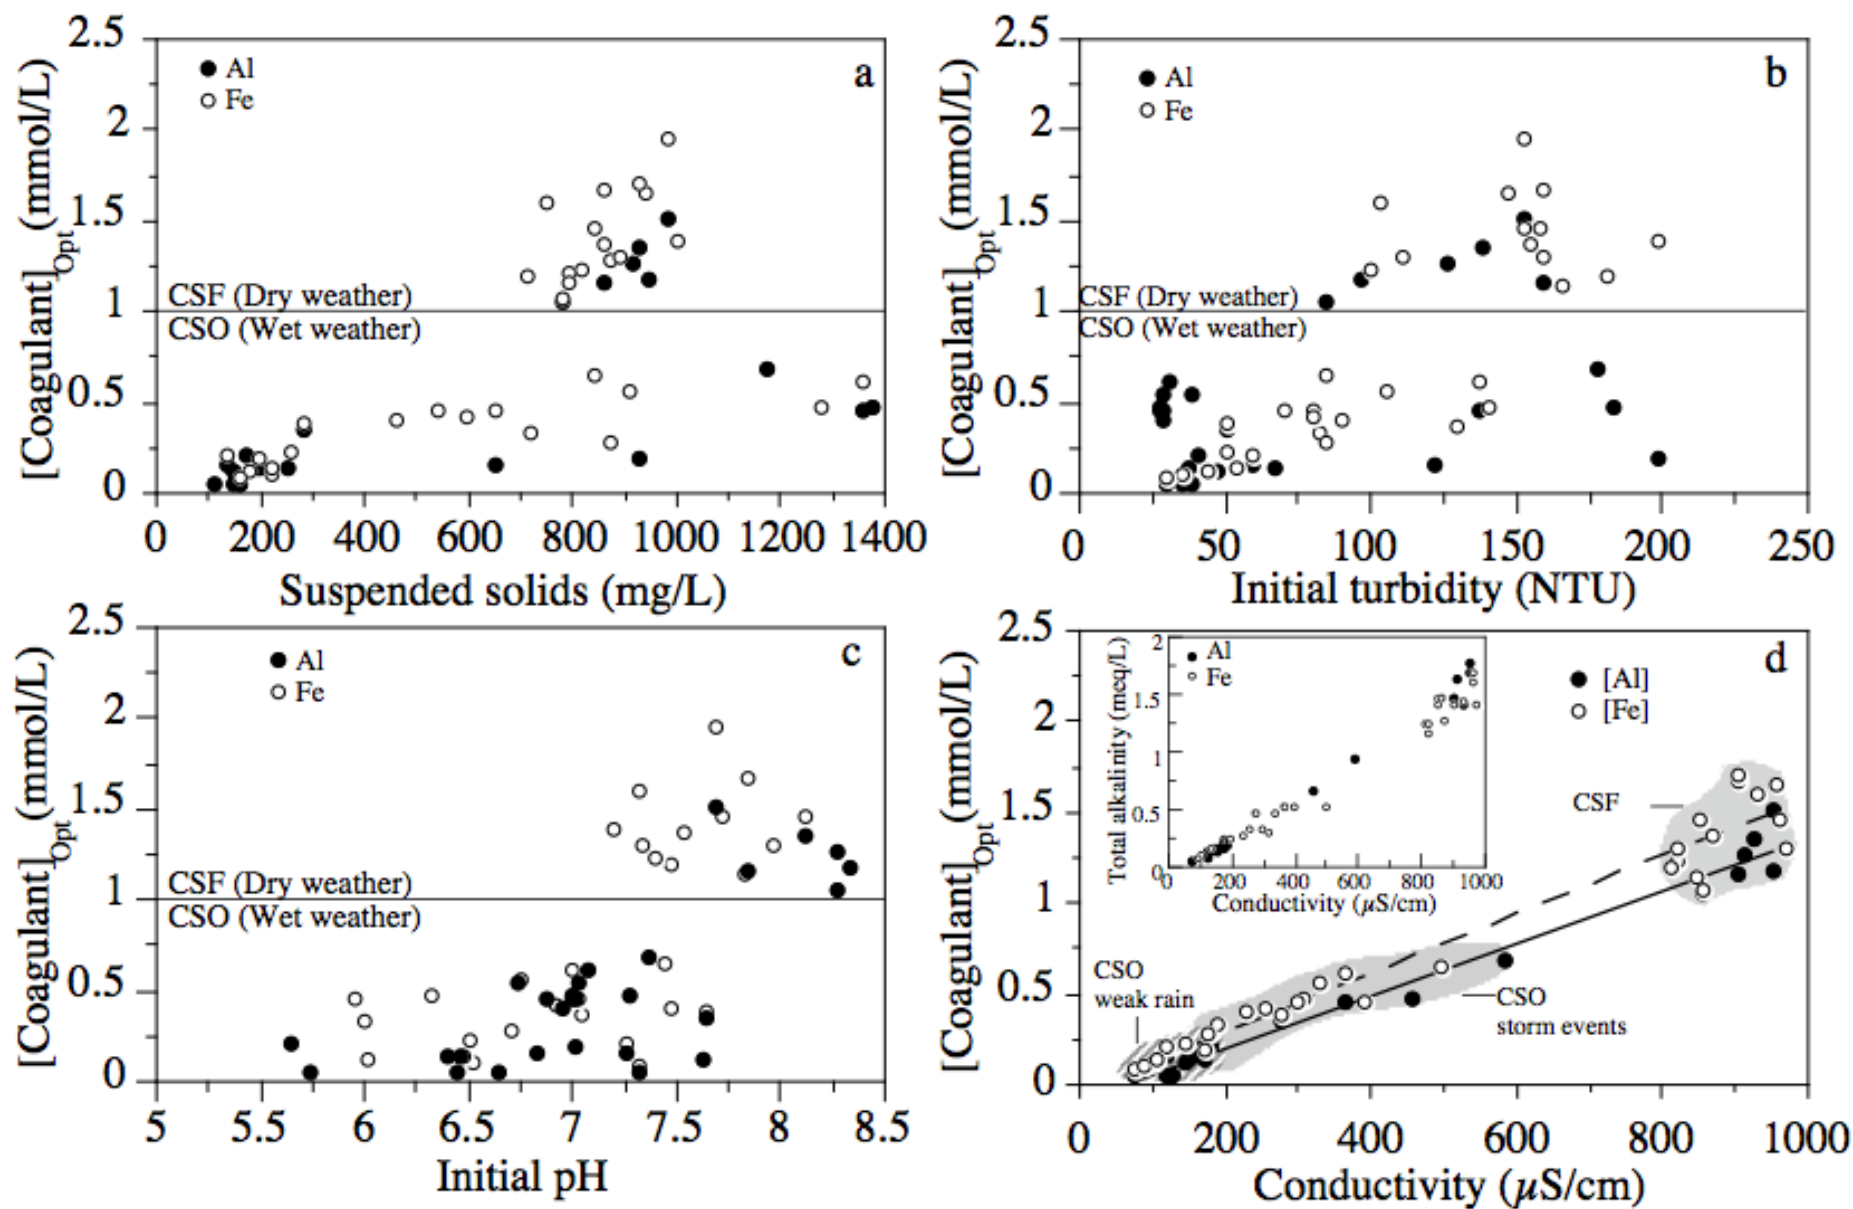 [Coagulant]Opt (mmol/L)
2.5
2
1.5
1
0.5
0
Al
Fe
a
CSF (Dry weather)
CSO (Wet weather)
0 200 400 600 800 1000 1200 1400
Suspended solids (mg/L)
[Coagulant]Opt (mmol/L)
2.5
2
1.5
1
0.5
0
Al
Fe
b
CSF (Dry weather)
CSO (Wet weather)
0 50 100 150 200 250
Initial turbidity (NTU)
[Coagulant]Opt (mmol/L)
2.5
2
1.5
1
0.5
0
Al
Fe
c
CSF (Dry weather)
CSO (Wet weather)
5 5.5 6 6.5 7 7.5 8 8.5
Initial pH
[Coagulant]Opt (mmol/L)
2.5
2
1.5
1
0.5
0
Total alkalinity (meq/L)
2
1.5
1
0.5
0
Al
Fe
0 200 400 600 800 1000
Conductivity (µS/cm)
d
[Al]
[Fe]
CSF
CSO
weak rain
CSO
storm events
0 200 400 600 800 1000
Conductivity (µS/cm)